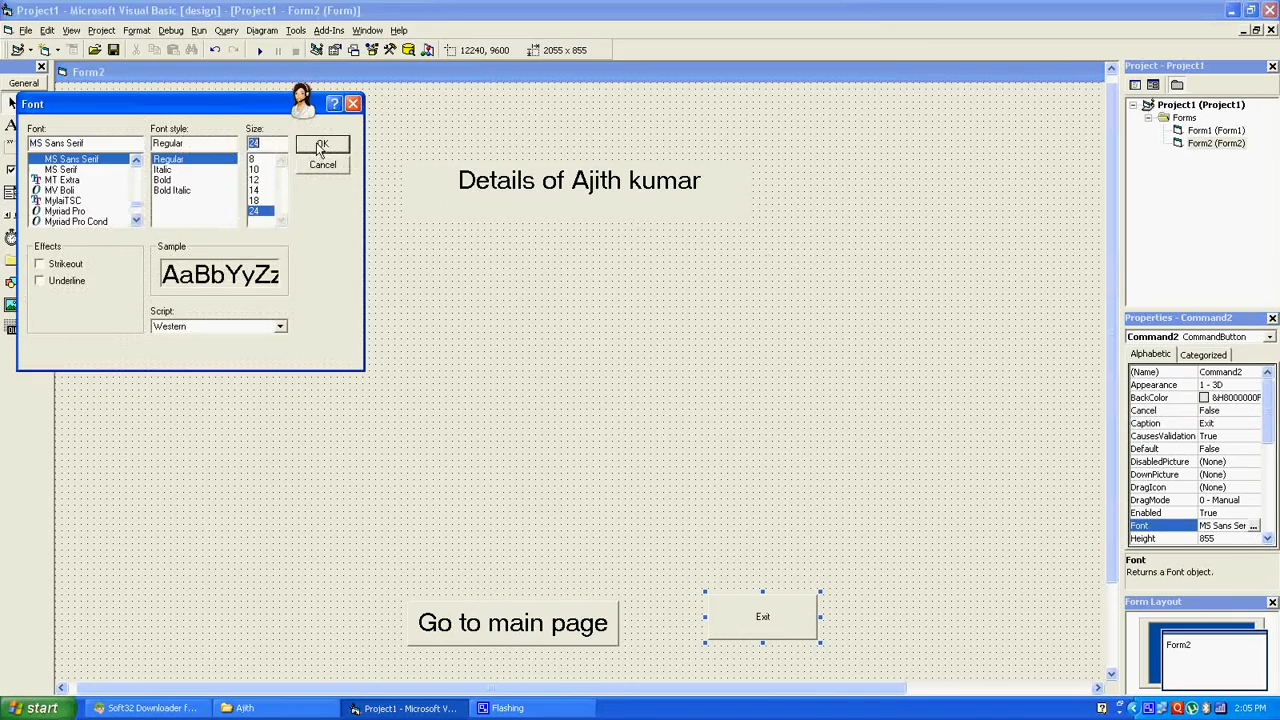 Project1 - Microsoft Visual Basic [design] - [Project1 - Form2 (Form)]
File Edit View Project Format Debug Run Query Diagram Tools Add-Ins Window Help
12240, 9600 2055 x 855
General
Form2
Font
Font: Font style: Size:
MS Sans Serif Regular 24 OK
MS Sans Serif Regular 8
MS Serif Italic 10 Cancel
MT Extra Bold 12
MV Boli Bold Italic 14
MylaiTSC 18
Myriad Pro 24
Myriad Pro Cond
Effects Sample
Strikeout AaBbYyZz
Underline
Script:
Western
Details of Ajith kumar
Go to main page
Exit
Project - Project1
Project1 (Project1)
Forms
Form1 (Form1)
Form2 (Form2)
Properties - Command2
Command2 CommandButton
Alphabetic Categorized
(Name) Command2
Appearance 1 - 3D
BackColor &H8000000F
Cancel False
Caption Exit
CausesValidation True
Default False
DisabledPicture (None)
DownPicture (None)
DragIcon (None)
DragMode 0 - Manual
Enabled True
Font MS Sans Ser ...
Height 855
Font
Returns a Font object.
Form Layout
Form2
start Soft32 Downloader f... Ajith Project1 - Microsoft V... Flashing 2:05 PM